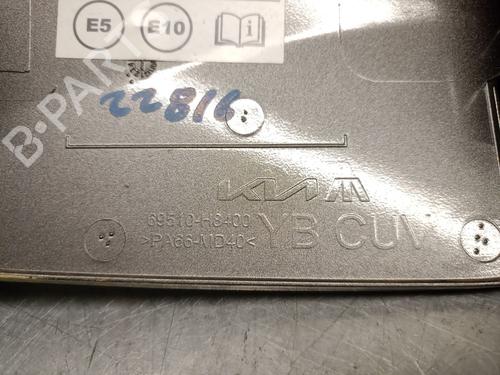 E5 E10 i
22816
KIA
69510-H8400
>PA66-MD40<
YB CUV
B-PARTS